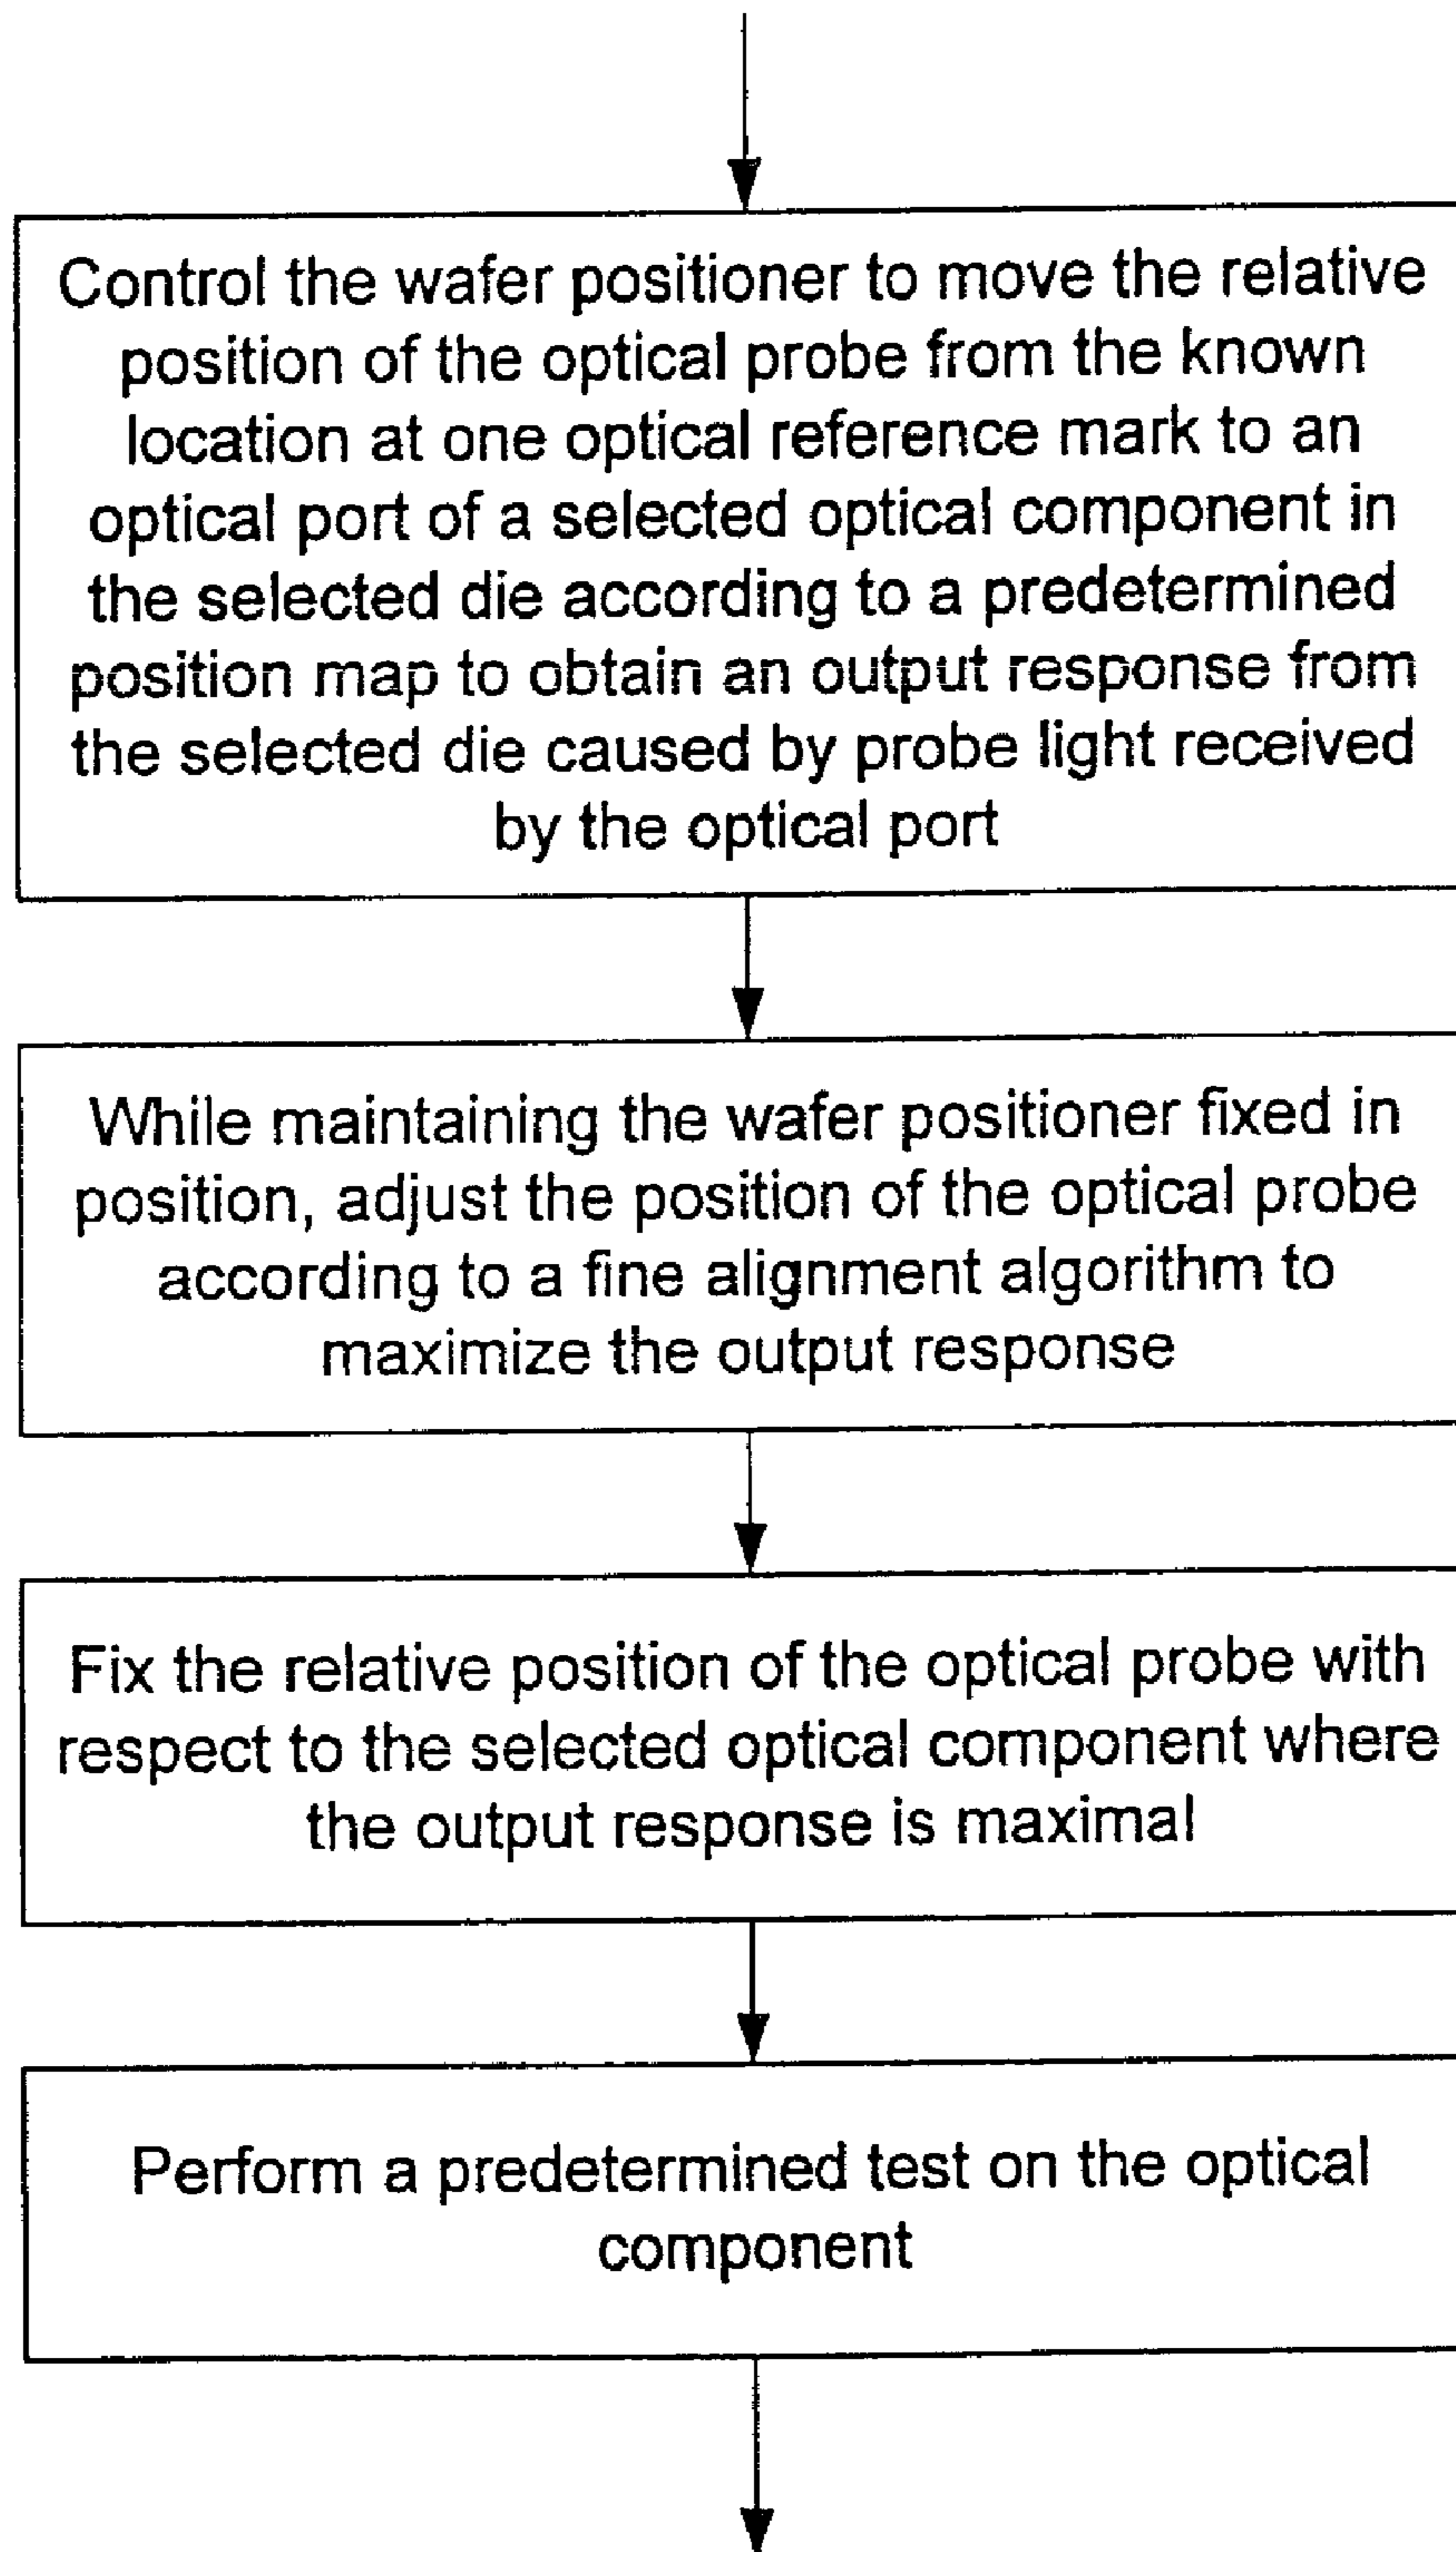 Control the wafer positioner to move the relative
position of the optical probe from the known
location at one optical reference mark to an
optical port of a selected optical component in
the selected die according to a predetermined
position map to obtain an output response from
the selected die caused by probe light received
by the optical port
While maintaining the wafer positioner fixed in
position, adjust the position of the optical probe
according to a fine alignment algorithm to
maximize the output response
Fix the relative position of the optical probe with
respect to the selected optical component where
the output response is maximal
Perform a predetermined test on the optical
component